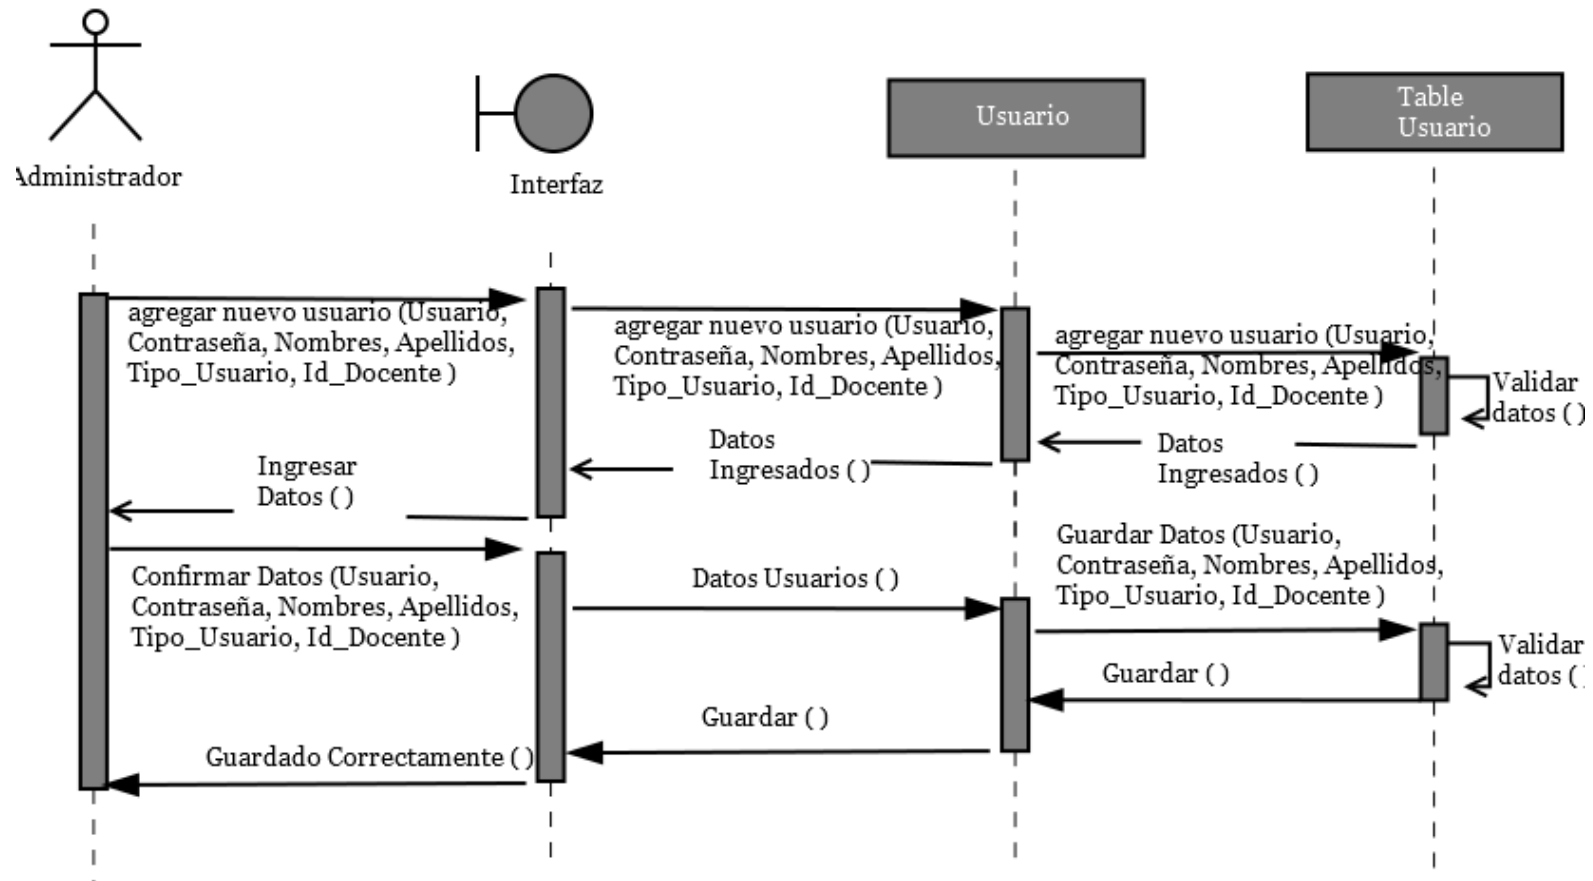 Administrador
Interfaz
Usuario
Table
Usuario
agregar nuevo usuario (Usuario,
Contraseña, Nombres, Apellidos,
Tipo_Usuario, Id_Docente )
agregar nuevo usuario (Usuario,
Contraseña, Nombres, Apellidos,
Tipo_Usuario, Id_Docente )
agregar nuevo usuario (Usuario,
Contraseña, Nombres, Apellidos,
Tipo_Usuario, Id_Docente )
Validar
datos ( )
Datos
Ingresados ( )
Datos
Ingresados ( )
Ingresar
Datos ( )
Confirmar Datos (Usuario,
Contraseña, Nombres, Apellidos,
Tipo_Usuario, Id_Docente )
Datos Usuarios ( )
Guardar Datos (Usuario,
Contraseña, Nombres, Apellidos,
Tipo_Usuario, Id_Docente )
Validar
datos ( )
Guardar ( )
Guardar ( )
Guardado Correctamente ( )